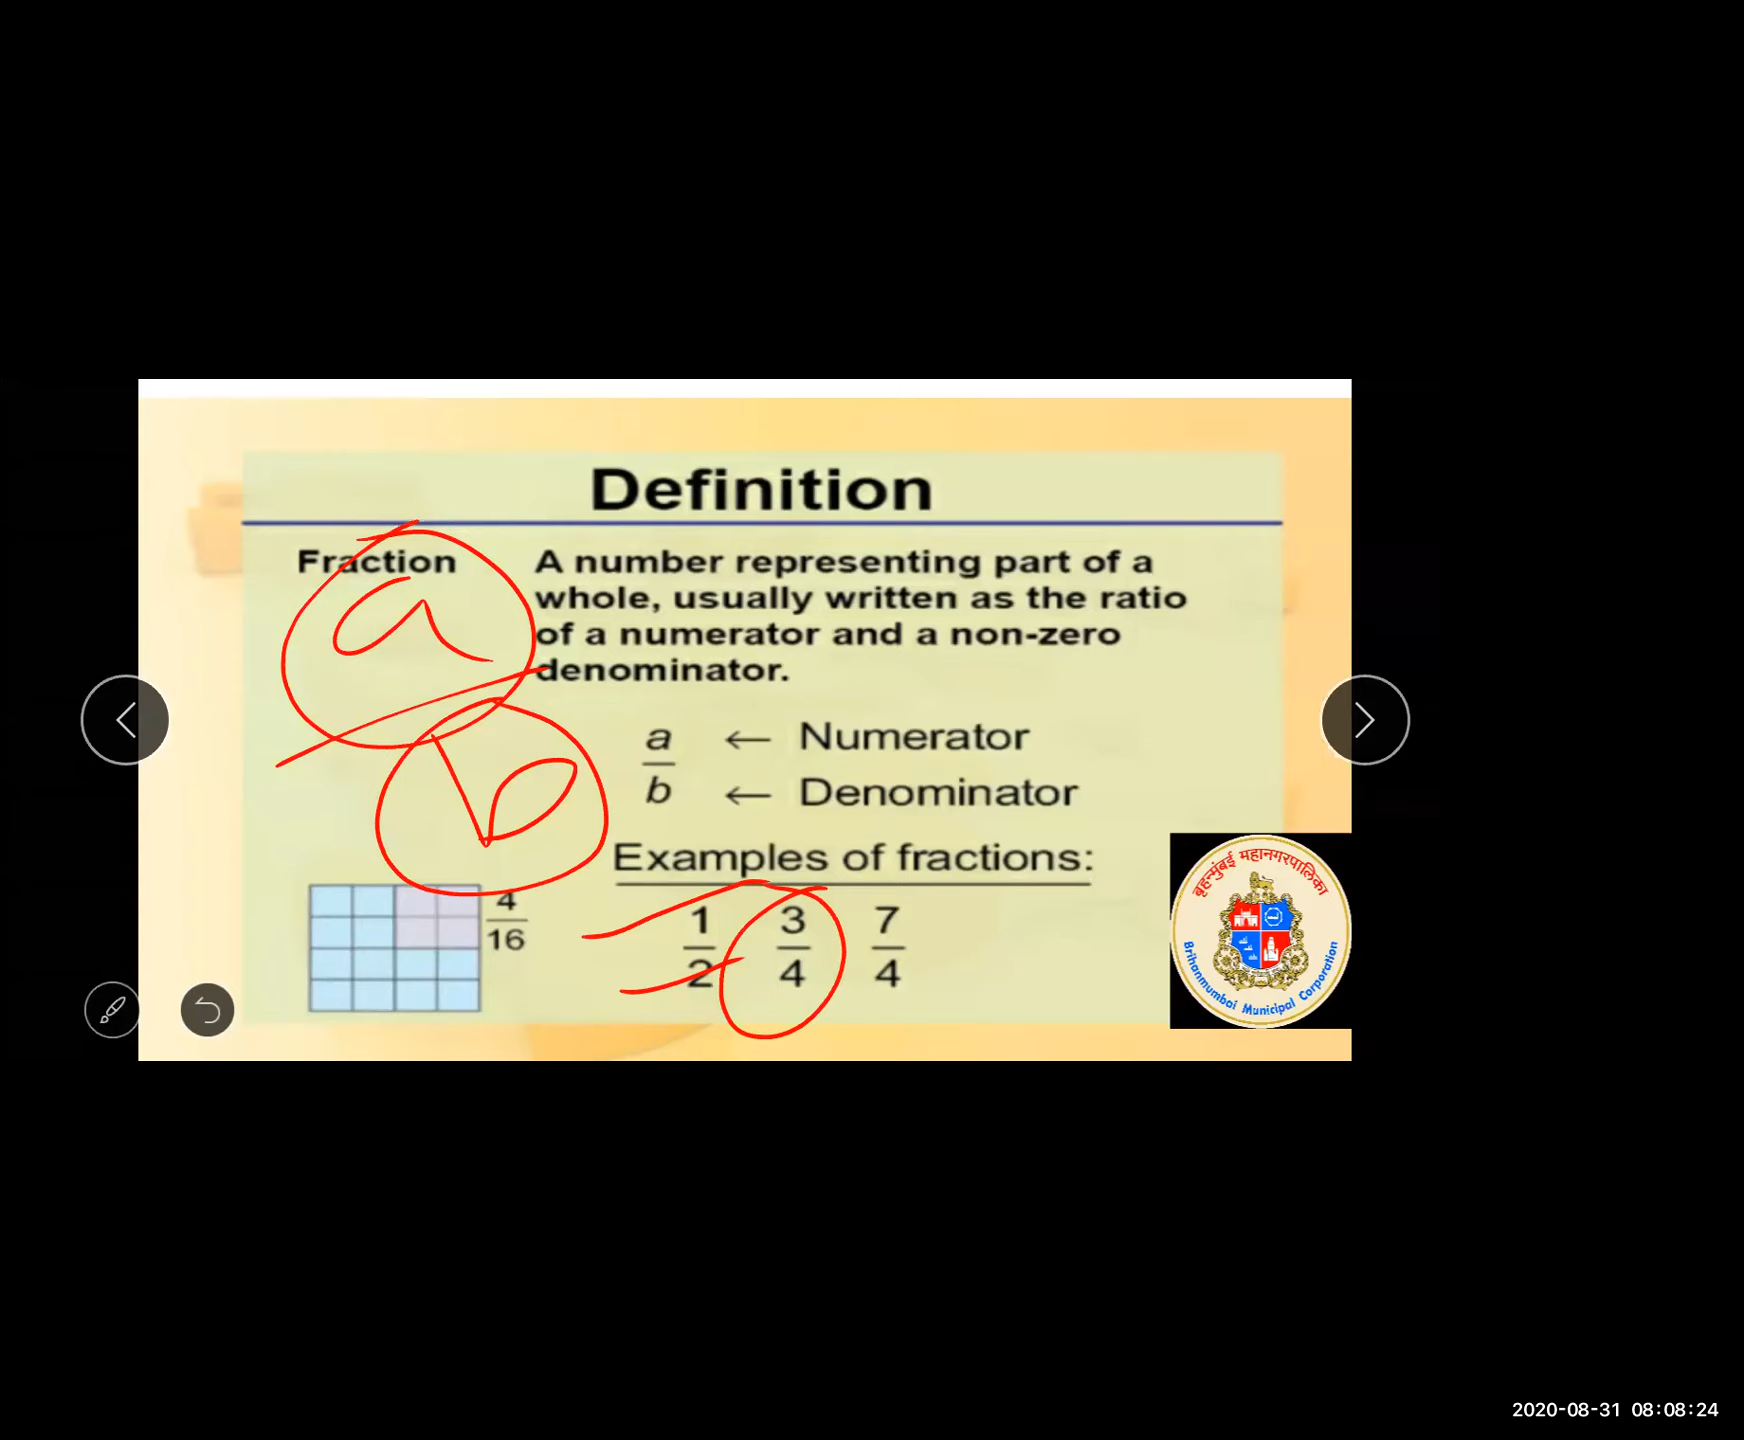 Definition
Fraction
A number representing part of a
whole, usually written as the ratio
of a numerator and a non-zero
denominator.
a
b
a ← Numerator
b ← Denominator
Examples of fractions:
4
16
1 3 7
2 4 4
बृहन्मुंबई महानगरपालिका
Brihanmumbai Municipal Corporation
2020-08-31 08:08:24